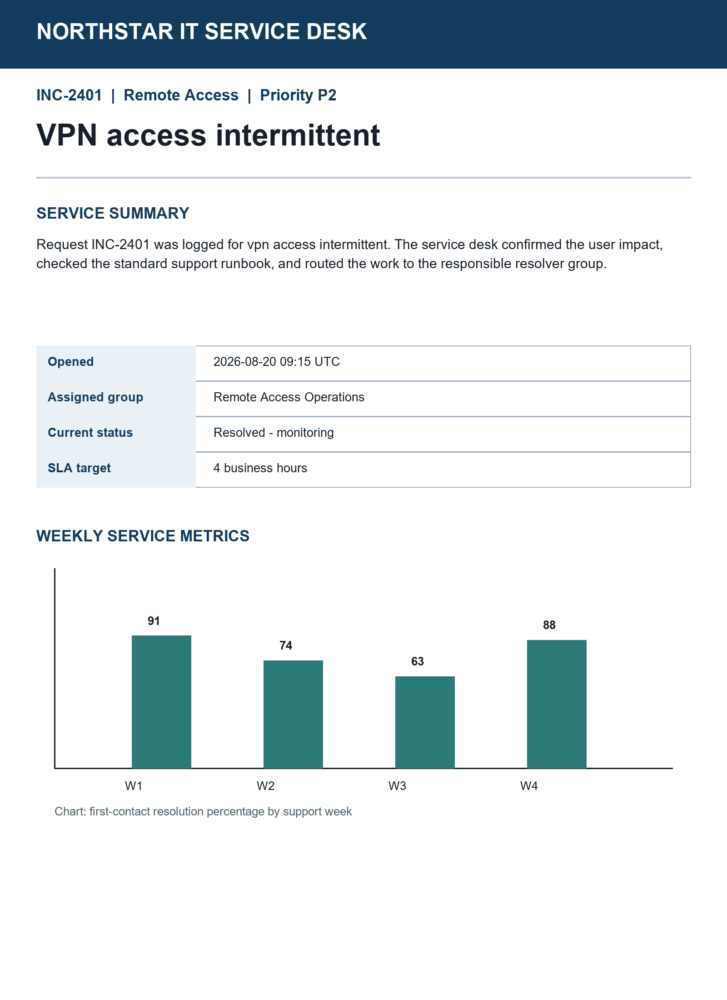 NORTHSTAR IT SERVICE DESK
INC-2401 | Remote Access | Priority P2
VPN access intermittent
SERVICE SUMMARY
Request INC-2401 was logged for vpn access intermittent. The service desk confirmed the user impact,
checked the standard support runbook, and routed the work to the responsible resolver group.
Opened 2026-08-20 09:15 UTC
Assigned group Remote Access Operations
Current status Resolved - monitoring
SLA target 4 business hours
WEEKLY SERVICE METRICS
91 74 63 88
W1 W2 W3 W4
Chart: first-contact resolution percentage by support week